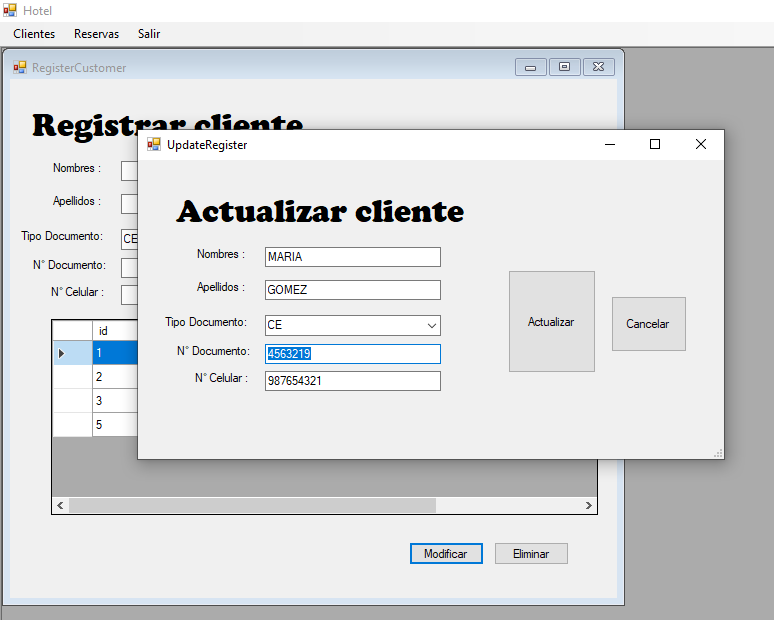 Hotel
Clientes Reservas Salir
RegisterCustomer
Registrar cliente
Nombres :
Apellidos :
Tipo Documento: CE
N° Documento:
N° Celular :
id
1
2
3
5
Modificar Eliminar
UpdateRegister
Actualizar cliente
Nombres : MARIA
Apellidos : GOMEZ
Tipo Documento: CE
N° Documento: 4563219
N° Celular : 987654321
Actualizar Cancelar